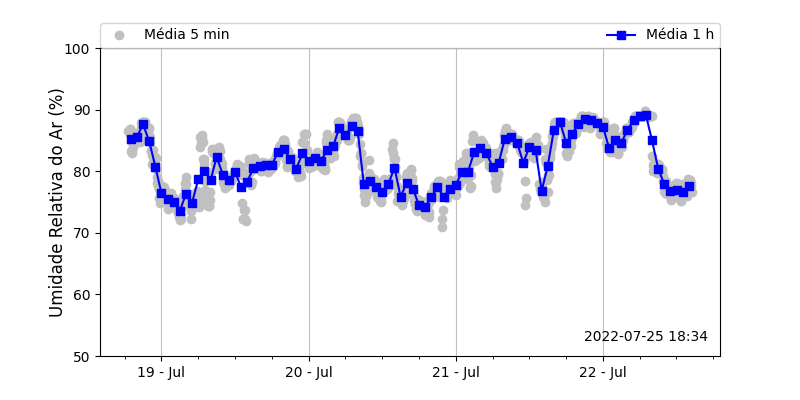 Média 5 min
Média 1 h
Umidade Relativa do Ar (%)
100
90
80
70
60
50
2022-07-25 18:34
19 - Jul
20 - Jul
21 - Jul
22 - Jul